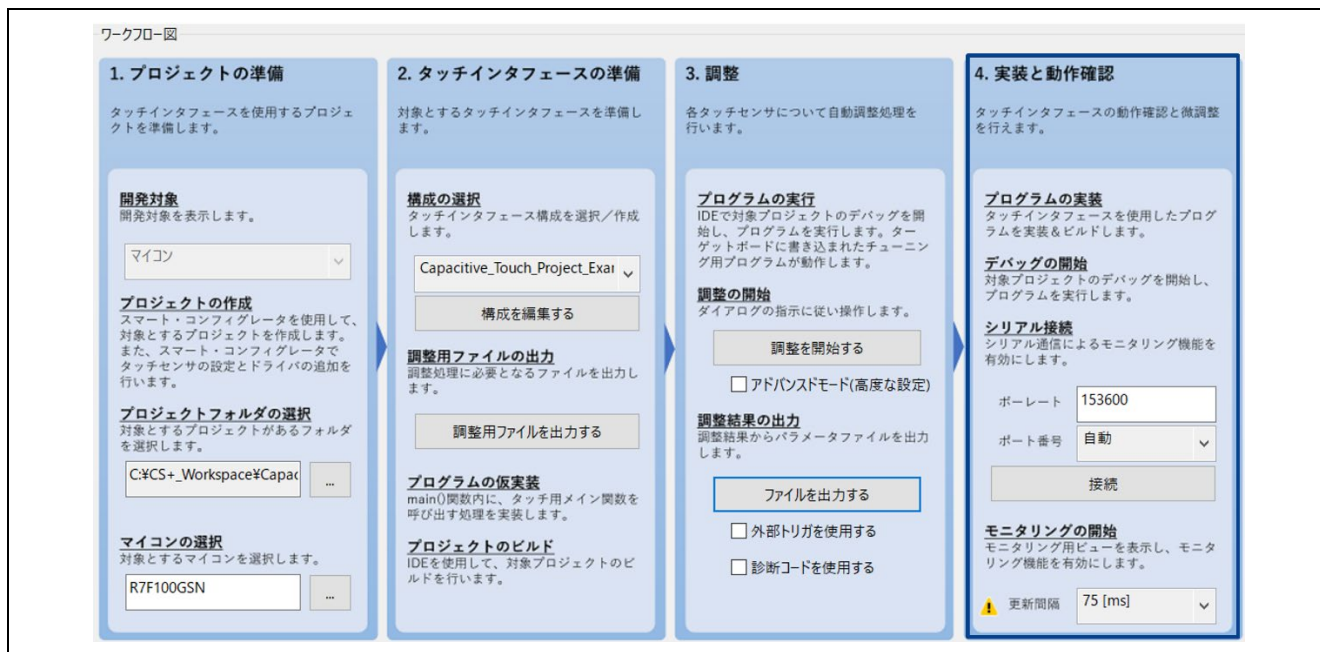 ワークフロー図
1. プロジェクトの準備
タッチインタフェースを使用するプロジェ
クトを準備します。
開発対象
開発対象を表示します。
マイコン
プロジェクトの作成
スマート・コンフィグレータを使用して、
対象とするプロジェクトを作成します。
また、スマート・コンフィグレータで
タッチセンサの設定とドライバの追加を
行います。
プロジェクトフォルダの選択
対象とするプロジェクトがあるフォルダ
を選択します。
C:¥CS+_Workspace¥Capac
...
マイコンの選択
対象とするマイコンを選択します。
R7F100GSN
...
2. タッチインタフェースの準備
対象とするタッチインタフェースを準備し
ます。
構成の選択
タッチインタフェース構成を選択／作成
します。
Capacitive_Touch_Project_Exar
構成を編集する
調整用ファイルの出力
調整処理に必要となるファイルを出力し
ます。
調整用ファイルを出力する
プログラムの仮実装
main()関数内に、タッチ用メイン関数を
呼び出す処理を実装します。
プロジェクトのビルド
IDEを使用して、対象プロジェクトのビ
ルドを行います。
3. 調整
各タッチセンサについて自動調整処理を
行います。
プログラムの実行
IDEで対象プロジェクトのデバッグを開
始し、プログラムを実行します。ター
ゲットボードに書き込まれたチューニン
グ用プログラムが動作します。
調整の開始
ダイアログの指示に従い操作します。
調整を開始する
アドバンスドモード(高度な設定)
調整結果の出力
調整結果からパラメータファイルを出力
します。
ファイルを出力する
外部トリガを使用する
診断コードを使用する
4. 実装と動作確認
タッチインタフェースの動作確認と微調整
を行えます。
プログラムの実装
タッチインタフェースを使用したプログ
ラムを実装＆ビルドします。
デバッグの開始
対象プロジェクトのデバッグを開始し、
プログラムを実行します。
シリアル接続
シリアル通信によるモニタリング機能を
有効にします。
ボーレート 153600
ポート番号 自動
接続
モニタリングの開始
モニタリング用ビューを表示し、モニタ
リング機能を有効にします。
更新間隔 75 [ms]